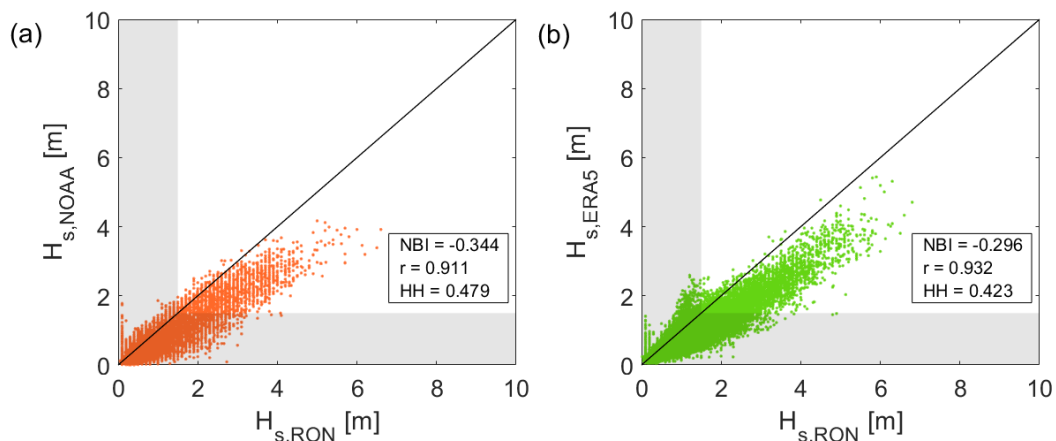 (a)
10
8
6
4
2
0
H_s,NOAA [m]
NBI = -0.344
r = 0.911
HH = 0.479
0 2 4 6 8 10
H_s,RON [m]
(b)
10
8
6
4
2
0
H_s,ERA5 [m]
NBI = -0.296
r = 0.932
HH = 0.423
0 2 4 6 8 10
H_s,RON [m]